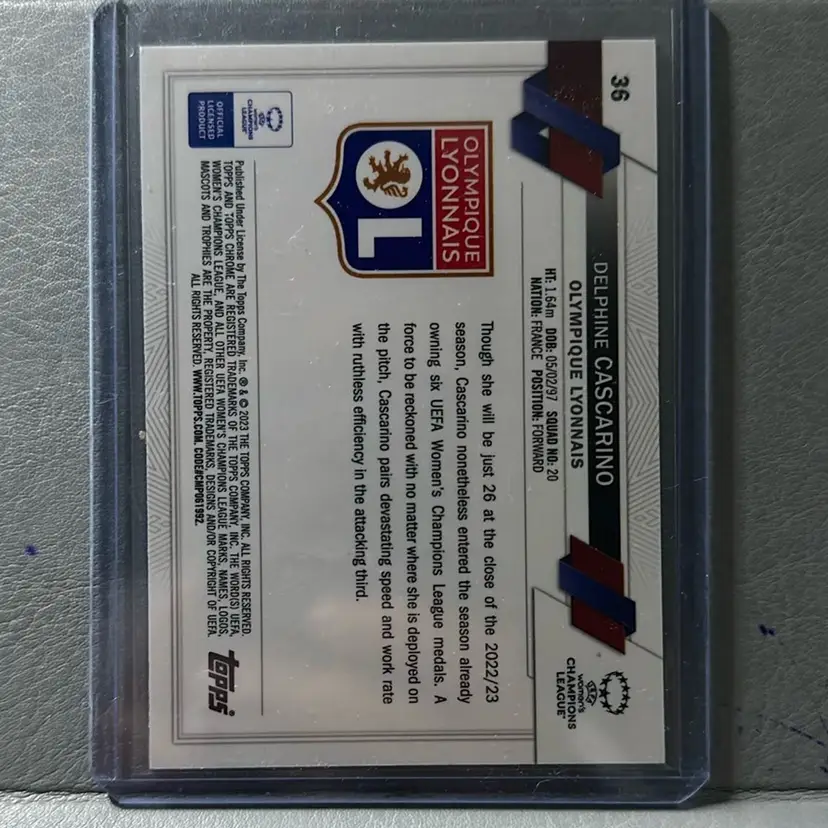 36
DELPHINE CASCARINO
OLYMPIQUE LYONNAIS
HT: 1.64m DOB: 05/02/97 SQUAD NO: 20
NATION: FRANCE POSITION: FORWARD
UEFA
women's
CHAMPIONS
LEAGUE
OLYMPIQUE
LYONNAIS
OL
Though she will be just 26 at the close of the 2022/23
season, Cascarino nonetheless entered the season already
owning six UEFA Women's Champions League medals. A
force to be reckoned with no matter where she is deployed on
the pitch, Cascarino pairs devastating speed and work rate
with ruthless efficiency in the attacking third.
UEFA
women's
CHAMPIONS
LEAGUE
OFFICIAL
LICENSED
PRODUCT
Published Under License by The Topps Company, Inc. ® & © 2023 THE TOPPS COMPANY, INC. ALL RIGHTS RESERVED.
TOPPS AND TOPPS CHROME ARE REGISTERED TRADEMARKS OF THE TOPPS COMPANY, INC. THE WORD(S) UEFA,
WOMEN'S CHAMPIONS LEAGUE, AND ALL OTHER UEFA WOMEN'S CHAMPIONS LEAGUE MARKS, NAMES, LOGOS,
MASCOTS AND TROPHIES ARE THE PROPERTY, REGISTERED TRADEMARKS, DESIGNS AND/OR COPYRIGHT OF UEFA.
ALL RIGHTS RESERVED. WWW.TOPPS.COM. CODE#CMP061992.
topps